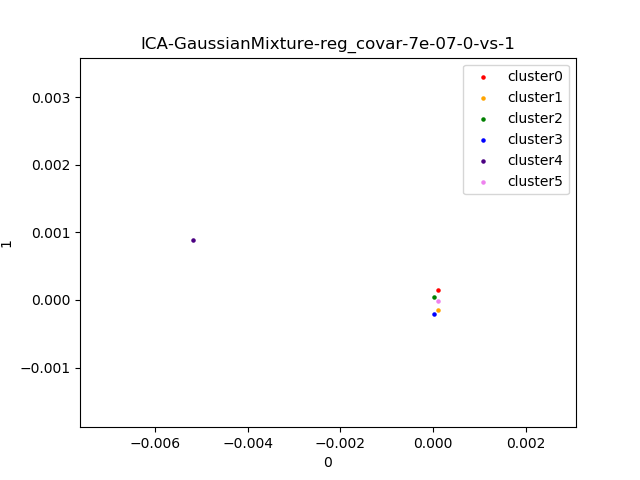 ICA-GaussianMixture-reg_covar-7e-07-0-vs-1
cluster0
cluster1
cluster2
cluster3
cluster4
cluster5
0.003
0.002
0.001
0.000
−0.001
1
−0.006
−0.004
−0.002
0.000
0.002
0